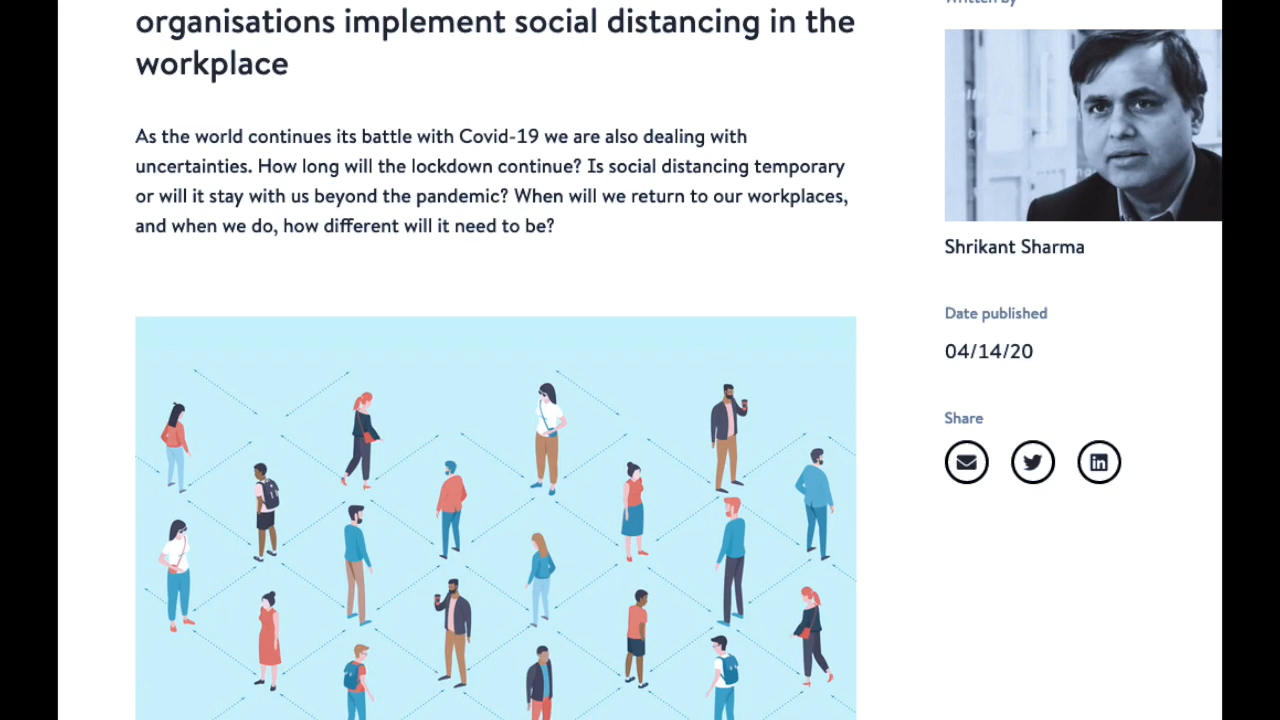 organisations implement social distancing in the
workplace
As the world continues its battle with Covid-19 we are also dealing with
uncertainties. How long will the lockdown continue? Is social distancing temporary
or will it stay with us beyond the pandemic? When will we return to our workplaces,
and when we do, how different will it need to be?
Written by
Shrikant Sharma
Date published
04/14/20
Share
in